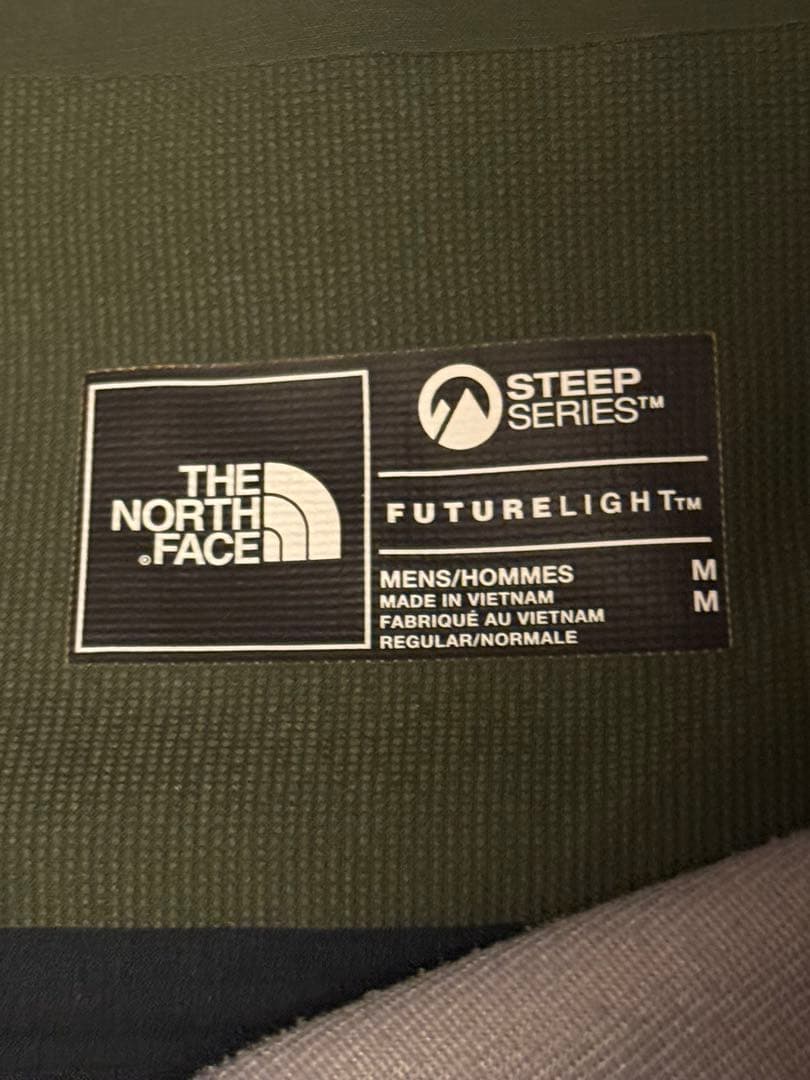 THE
NORTH
®FACE
STEEP
SERIES™
FUTURELIGHT™
MENS/HOMMES M
MADE IN VIETNAM M
FABRIQUÉ AU VIETNAM
REGULAR/NORMALE